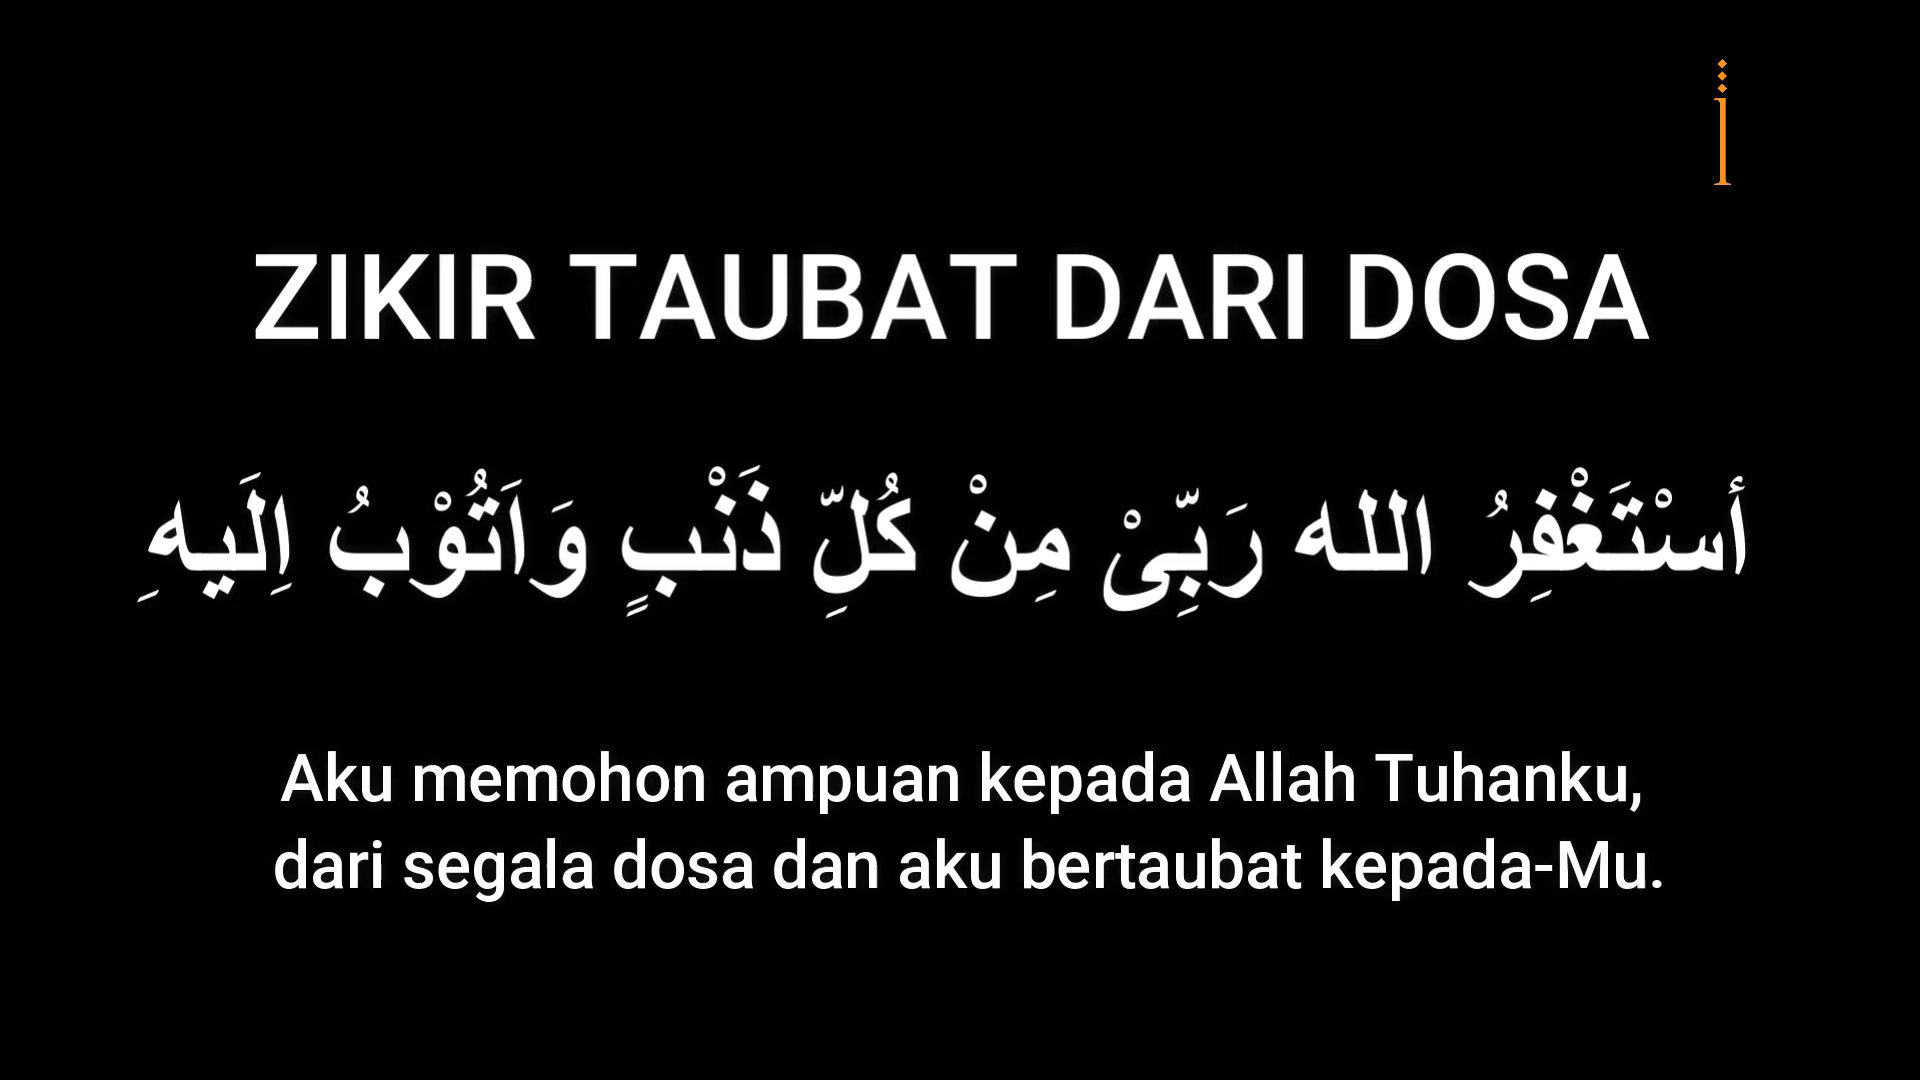 ZIKIR TAUBAT DARI DOSA
أسْتَغْفِرُ الله رَبِّىْ مِنْ كُلِّ ذَنْبٍ وَاَتُوْبُ اِلَيهِ
Aku memohon ampuan kepada Allah Tuhanku,
dari segala dosa dan aku bertaubat kepada-Mu.